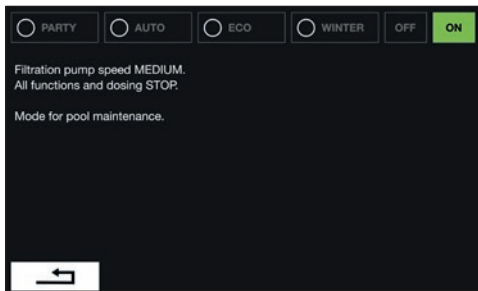 PARTY AUTO ECO WINTER OFF ON
Filtration pump speed MEDIUM.
All functions and dosing STOP.
Mode for pool maintenance.